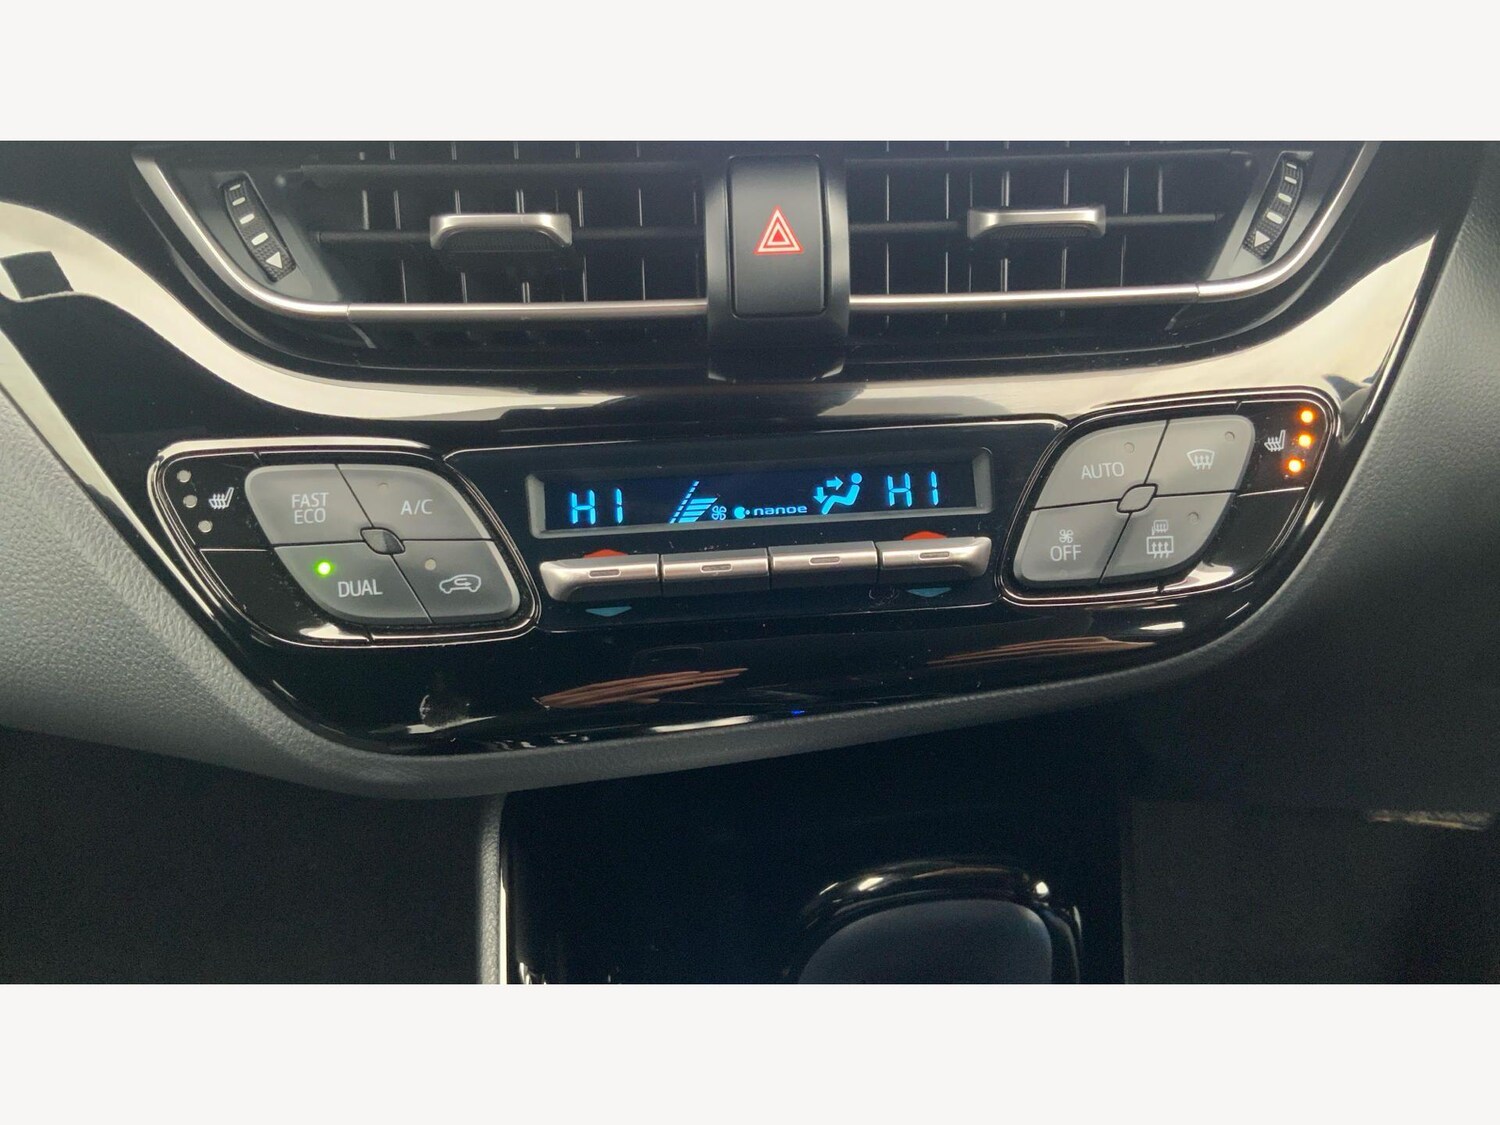 HI
nanoe
HI
FAST
ECO
A/C
DUAL
AUTO
OFF